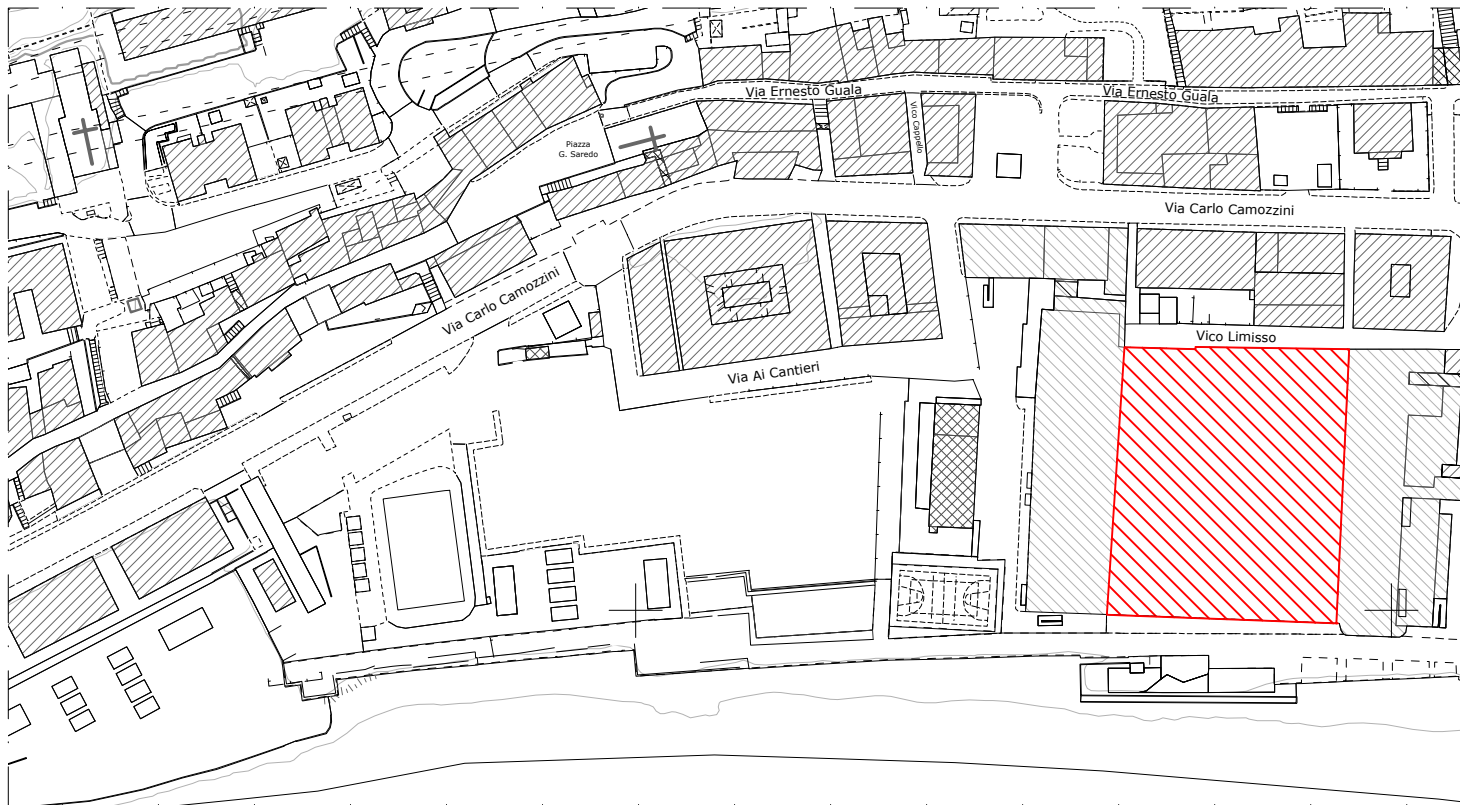 Via Ernesto Guala
Via Ernesto Guala
Vico Cappello
Piazza
G. Saredo
Via Carlo Camozzini
Via Carlo Camozzini
Vico Limisso
Via Ai Cantieri